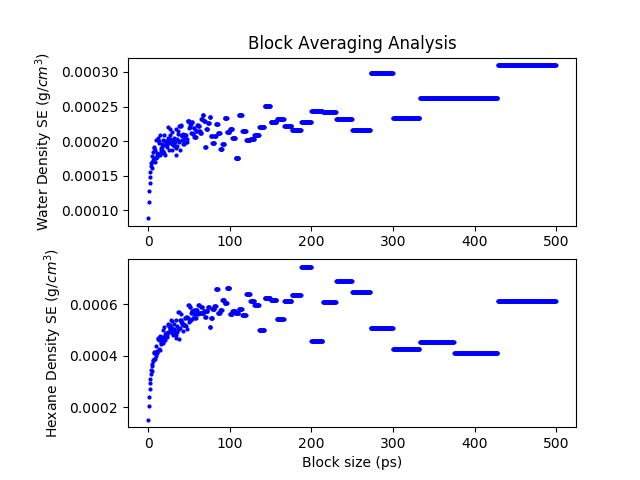 Block Averaging Analysis
Water Density SE (g/cm³)
0.00030
0.00025
0.00020
0.00015
0.00010
0 100 200 300 400 500
Hexane Density SE (g/cm³)
0.0006
0.0004
0.0002
0 100 200 300 400 500
Block size (ps)